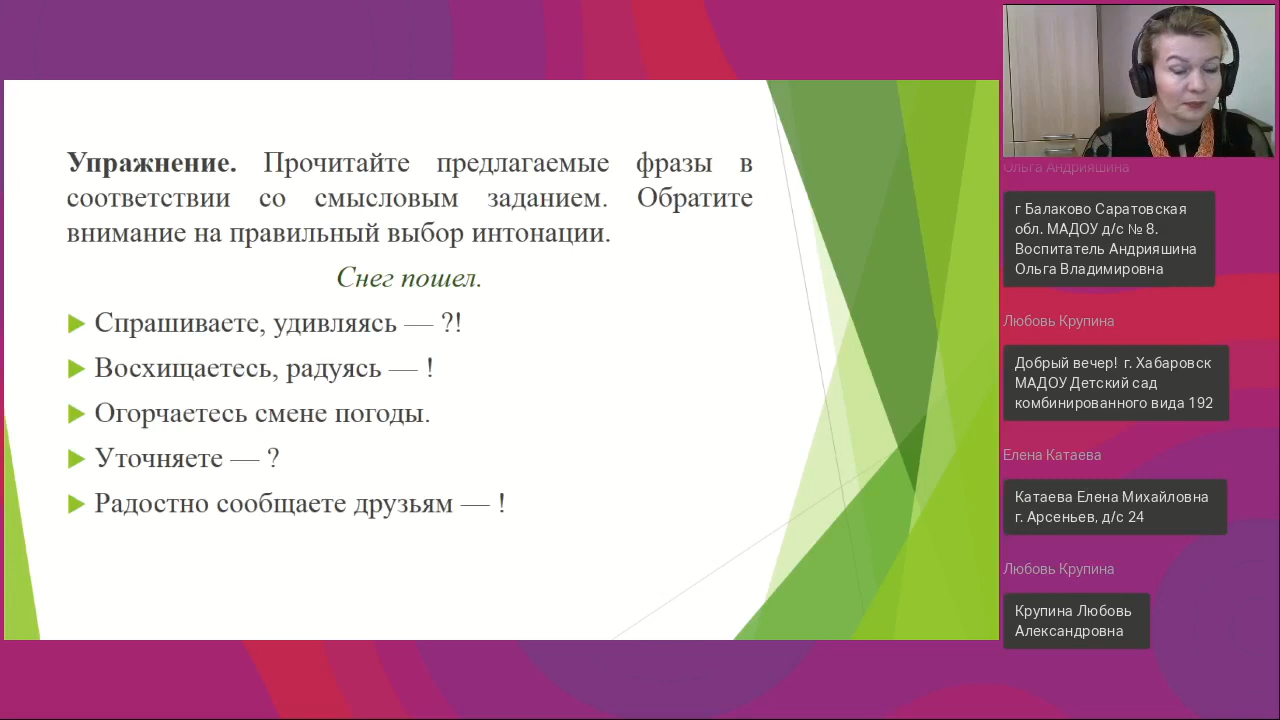 Упражнение. Прочитайте предлагаемые фразы в
соответствии со смысловым заданием. Обратите
внимание на правильный выбор интонации.
Снег пошел.
Спрашиваете, удивляясь — ?!
Восхищаетесь, радуясь — !
Огорчаетесь смене погоды.
Уточняете — ?
Радостно сообщаете друзьям — !
Ольга Андрияшина
г Балаково Саратовская
обл. МАДОУ д/с № 8.
Воспитатель Андрияшина
Ольга Владимировна
Любовь Крупина
Добрый вечер! г. Хабаровск
МАДОУ Детский сад
комбинированного вида 192
Елена Катаева
Катаева Елена Михайловна
г. Арсеньев, д/с 24
Любовь Крупина
Крупина Любовь
Александровна